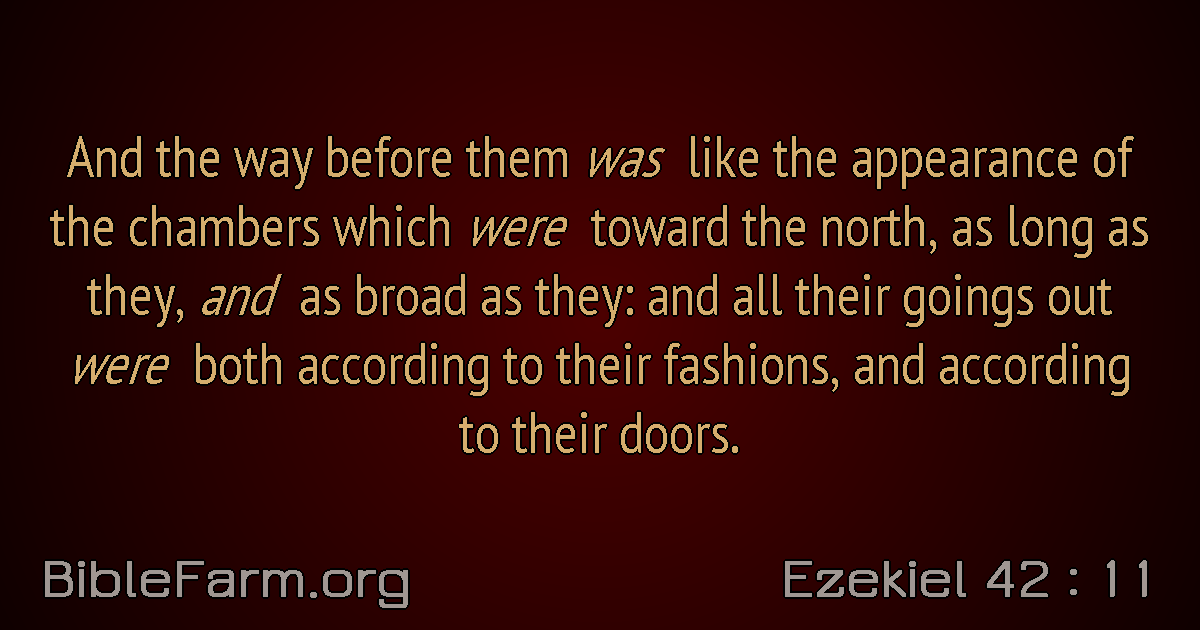 And the way before them was like the appearance of
the chambers which were toward the north, as long as
they, and as broad as they: and all their goings out
were both according to their fashions, and according
to their doors.
BibleFarm.org
Ezekiel 42 : 11